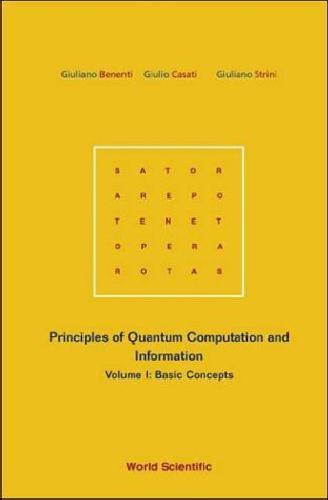 Giuliano Benenti Giulio Casati Giuliano Strini
S A T O R
A R E P O
T E N E T
O P E R A
R O T A S
Principles of Quantum Computation and
Information
Volume I: Basic Concepts
World Scientific